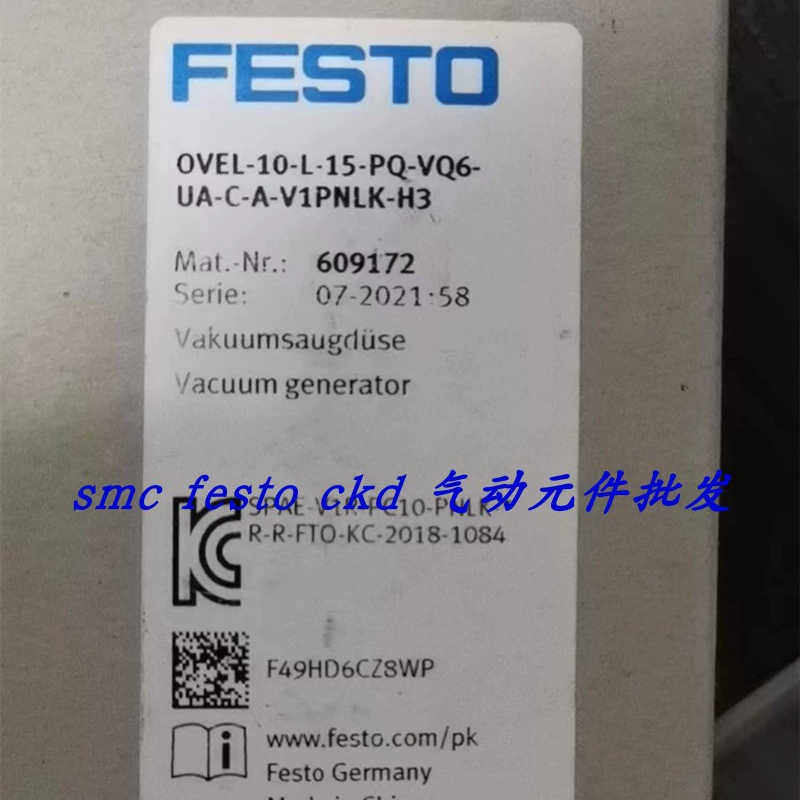 FESTO
OVEL-10-L-15-PQ-VQ6-
UA-C-A-V1PNLK-H3
Mat.-Nr.: 609172
Serie: 07-2021:58
Vakuumsaugdüse
Vacuum generator
smc festo ckd 气动元件批发
R-R-FTO-KC-2018-1084
F49HD6CZ8WP
www.festo.com/pk
Festo Germany